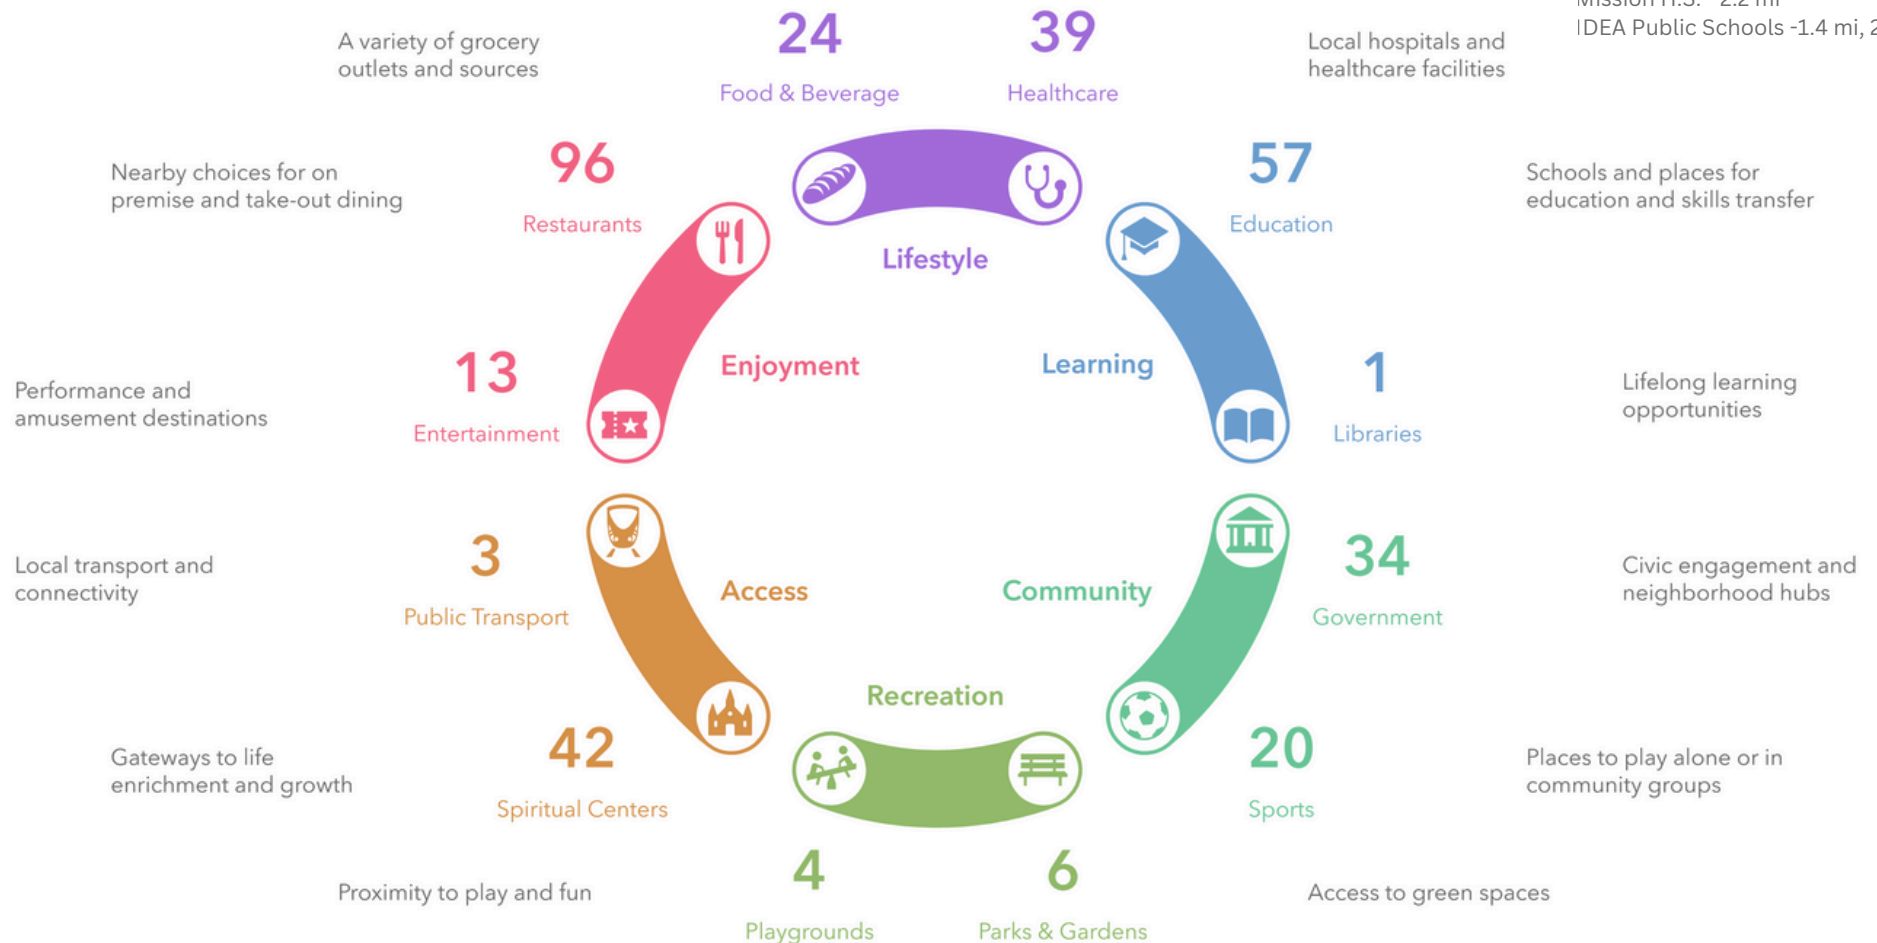 Mission H.S. - 2.2 mi
IDEA Public Schools -1.4 mi, 2
24
Food & Beverage
A variety of grocery
outlets and sources
39
Healthcare
Local hospitals and
healthcare facilities
Lifestyle
96
Restaurants
Nearby choices for on
premise and take-out dining
57
Education
Schools and places for
education and skills transfer
Enjoyment
Learning
13
Entertainment
Performance and
amusement destinations
1
Libraries
Lifelong learning
opportunities
3
Public Transport
Local transport and
connectivity
34
Government
Civic engagement and
neighborhood hubs
Access
Community
42
Spiritual Centers
Gateways to life
enrichment and growth
20
Sports
Places to play alone or in
community groups
Recreation
4
Playgrounds
Proximity to play and fun
6
Parks & Gardens
Access to green spaces